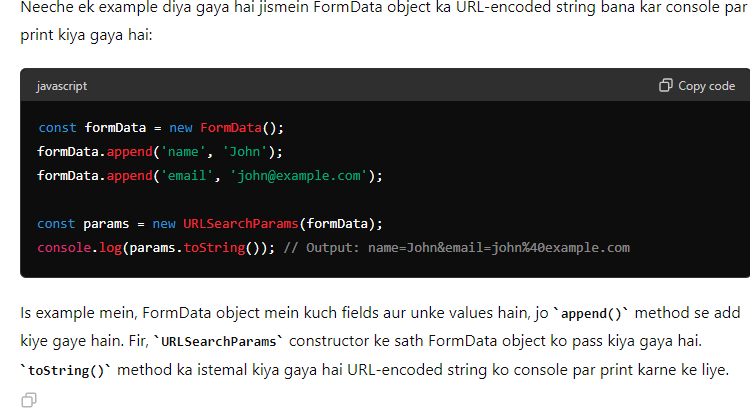 Neeche ek example diya gaya hai jismein FormData object ka URL-encoded string bana kar console par
print kiya gaya hai:
javascript
Copy code
const formData = new FormData();
formData.append('name', 'John');
formData.append('email', 'john@example.com');
const params = new URLSearchParams(formData);
console.log(params.toString()); // Output: name=John&email=john%40example.com
Is example mein, FormData object mein kuch fields aur unke values hain, jo `append()` method se add
kiye gaye hain. Fir, `URLSearchParams` constructor ke sath FormData object ko pass kiya gaya hai.
`toString()` method ka istemal kiya gaya hai URL-encoded string ko console par print karne ke liye.